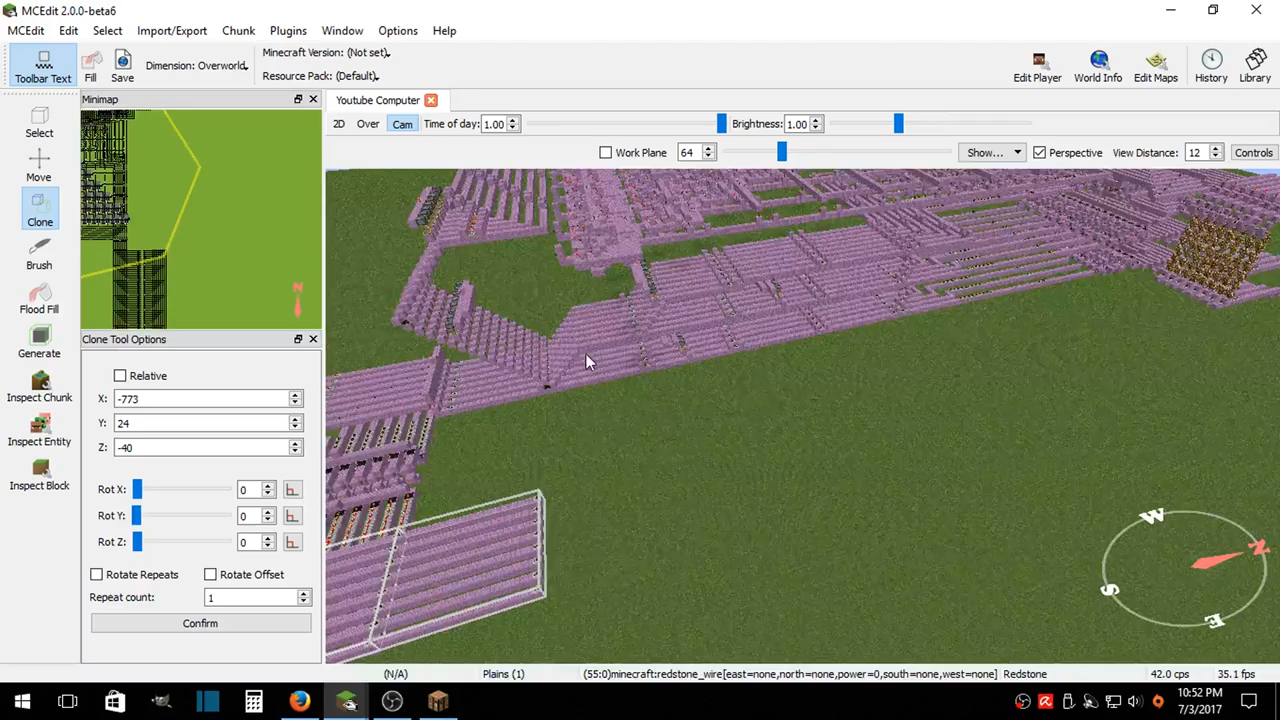 MCEdit 2.0.0-beta6
MCEdit Edit Select Import/Export Chunk Plugins Window Options Help
Toolbar Text Fill Save Dimension: Overworld Minecraft Version: (Not set)
Resource Pack: (Default)
Edit Player World Info Edit Maps History Library
Minimap
Youtube Computer
2D Over Cam Time of day: 1.00 Brightness: 1.00
Work Plane 64 Show... Perspective View Distance: 12 Controls
Select
Move
Clone
Brush
Flood Fill
Generate
Inspect Chunk
Inspect Entity
Inspect Block
N
Clone Tool Options
Relative
X: -773
Y: 24
Z: -40
Rot X: 0
Rot Y: 0
Rot Z: 0
Rotate Repeats Rotate Offset
Repeat count: 1
Confirm
W
N
S
E
(N/A) Plains (1) (55:0)minecraft:redstone_wire[east=none,north=none,power=0,south=none,west=none] Redstone 42.0 cps 35.1 fps
10:52 PM
7/3/2017